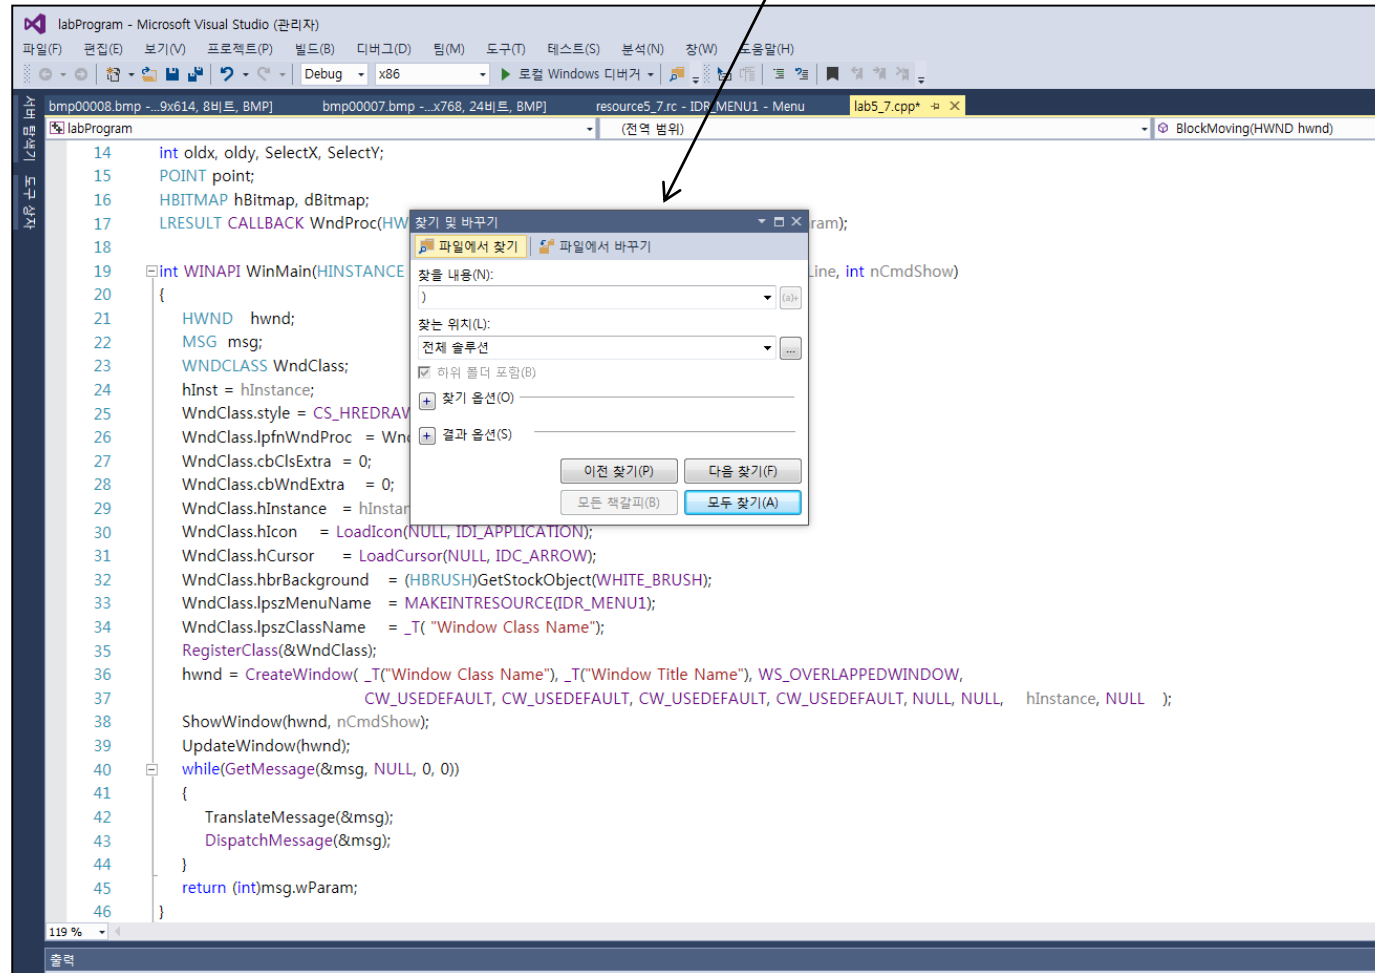 labProgram - Microsoft Visual Studio (관리자)
파일(F) 편집(E) 보기(V) 프로젝트(P) 빌드(B) 디버그(D) 팀(M) 도구(T) 테스트(S) 분석(N) 창(W) 도움말(H)
Debug x86 로컬 Windows 디버거
서버 탐색기
도구 상자
bmp00008.bmp -...9x614, 8비트, BMP] bmp00007.bmp -...x768, 24비트, BMP] resource5_7.rc - IDR_MENU1 - Menu lab5_7.cpp*
labProgram (전역 범위) BlockMoving(HWND hwnd)
14 int oldx, oldy, SelectX, SelectY;
15 POINT point;
16 HBITMAP hBitmap, dBitmap;
17 LRESULT CALLBACK WndProc(HW ram);
18
19 int WINAPI WinMain(HINSTANCE Line, int nCmdShow)
20 {
21 HWND hwnd;
22 MSG msg;
23 WNDCLASS WndClass;
24 hInst = hInstance;
25 WndClass.style = CS_HREDRAW
26 WndClass.lpfnWndProc = Wnd
27 WndClass.cbClsExtra = 0;
28 WndClass.cbWndExtra = 0;
29 WndClass.hInstance = hInstan
30 WndClass.hIcon = LoadIcon(NULL, IDI_APPLICATION);
31 WndClass.hCursor = LoadCursor(NULL, IDC_ARROW);
32 WndClass.hbrBackground = (HBRUSH)GetStockObject(WHITE_BRUSH);
33 WndClass.lpszMenuName = MAKEINTRESOURCE(IDR_MENU1);
34 WndClass.lpszClassName = _T( "Window Class Name");
35 RegisterClass(&WndClass);
36 hwnd = CreateWindow( _T("Window Class Name"), _T("Window Title Name"), WS_OVERLAPPEDWINDOW,
37 CW_USEDEFAULT, CW_USEDEFAULT, CW_USEDEFAULT, CW_USEDEFAULT, NULL, NULL, hInstance, NULL );
38 ShowWindow(hwnd, nCmdShow);
39 UpdateWindow(hwnd);
40 while(GetMessage(&msg, NULL, 0, 0))
41 {
42 TranslateMessage(&msg);
43 DispatchMessage(&msg);
44 }
45 return (int)msg.wParam;
46 }
찾기 및 바꾸기
파일에서 찾기 파일에서 바꾸기
찾을 내용(N):
) (a)+
찾는 위치(L):
전체 솔루션 ...
하위 폴더 포함(B)
+ 찾기 옵션(O)
+ 결과 옵션(S)
이전 찾기(P) 다음 찾기(F)
모든 책갈피(B) 모두 찾기(A)
119 %
출력